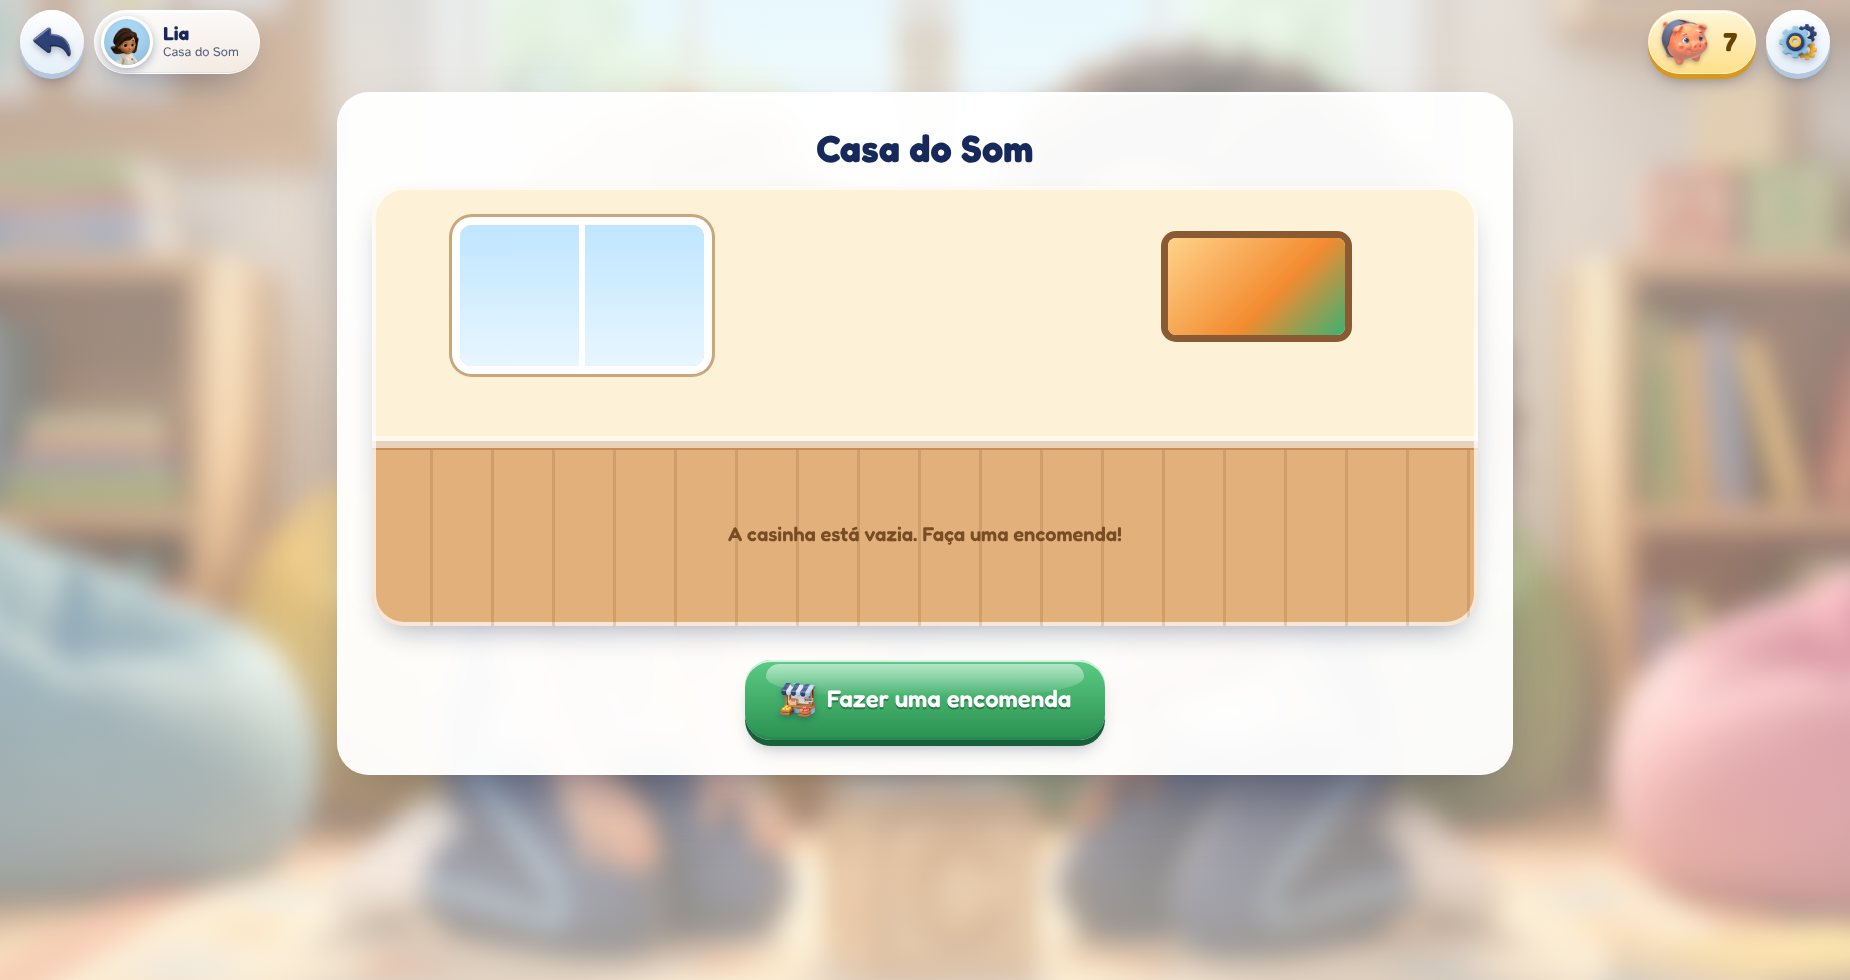 Lia
Casa do Som
7
Casa do Som
A casinha está vazia. Faça uma encomenda!
Fazer uma encomenda